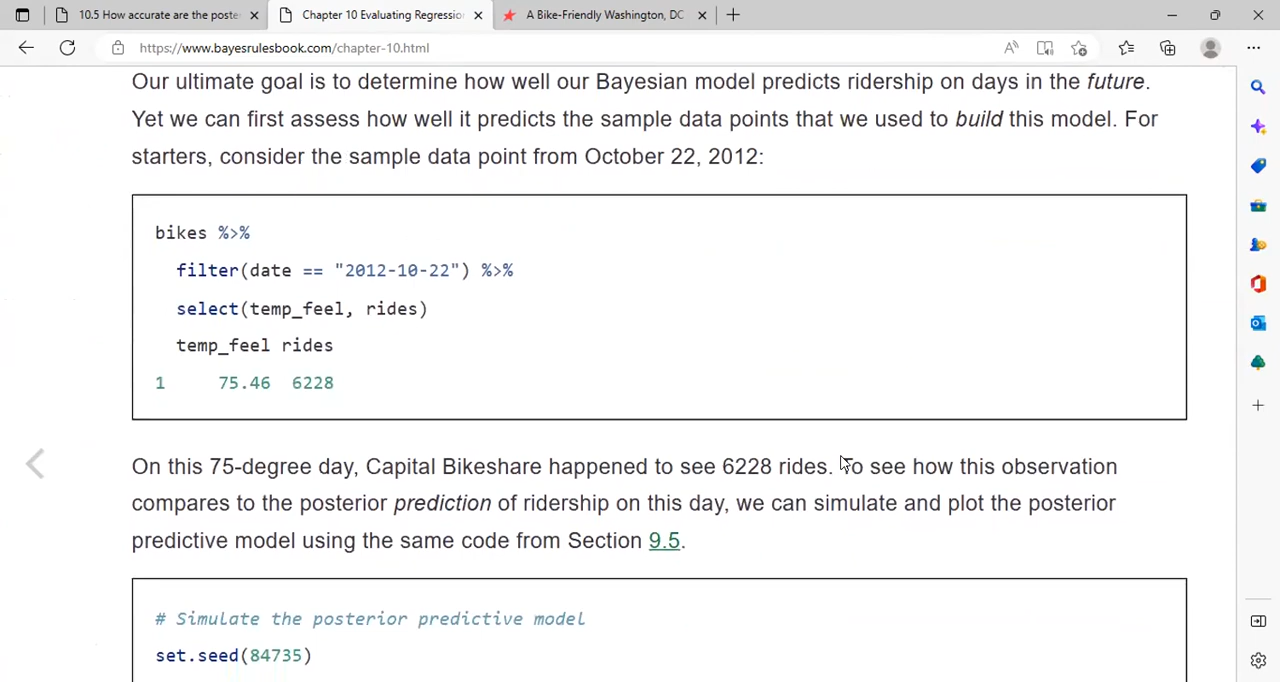 10.5 How accurate are the poste
Chapter 10 Evaluating Regressio
A Bike-Friendly Washington, DC
https://www.bayesrulesbook.com/chapter-10.html
Our ultimate goal is to determine how well our Bayesian model predicts ridership on days in the future.
Yet we can first assess how well it predicts the sample data points that we used to build this model. For
starters, consider the sample data point from October 22, 2012:
bikes %>%
filter(date == "2012-10-22") %>%
select(temp_feel, rides)
temp_feel rides
1 75.46 6228
On this 75-degree day, Capital Bikeshare happened to see 6228 rides. To see how this observation
compares to the posterior prediction of ridership on this day, we can simulate and plot the posterior
predictive model using the same code from Section 9.5.
# Simulate the posterior predictive model
set.seed(84735)